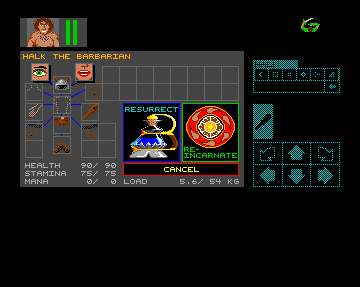 HALK THE BARBARIAN
RESURRECT
RE-
INCARNATE
CANCEL
HEALTH 90/ 90
STAMINA 75/ 75
MANA 0/ 0
LOAD 5.6/ 54 KG